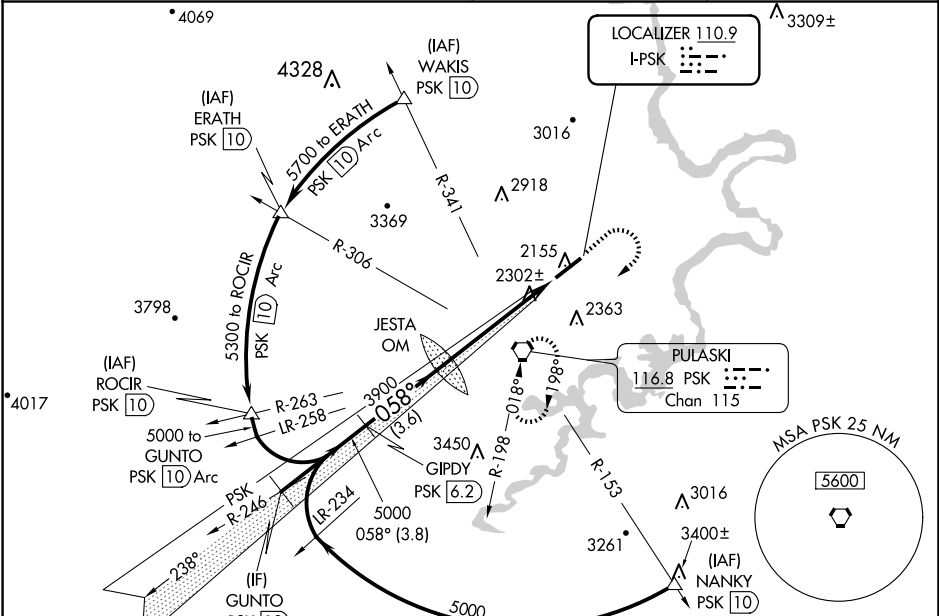 4069
3309±
LOCALIZER 110.9
I-PSK
(IAF)
WAKIS
PSK 10
4328
(IAF)
ERATH
PSK 10
5700 to ERATH
PSK 10 Arc
3016
2918
R-341
3369
R-306
2155
2302±
2363
5300 to ROCIR
PSK 10 Arc
3798
JESTA
OM
PULASKI
116.8 PSK
Chan 115
(IAF)
ROCIR
PSK 10
4017
R-263
LR-258
3900
058°
(3.6)
018°
198°
5000 to
GUNTO
PSK 10 Arc
3450
GIPDY
PSK 6.2
R-198
R-153
MSA PSK 25 NM
5600
PSK
R-246
LR-234
5000
058° (3.8)
3016
3400±
3261
238°
(IF)
GUNTO
PSK 10
(IAF)
NANKY
PSK 10
5000